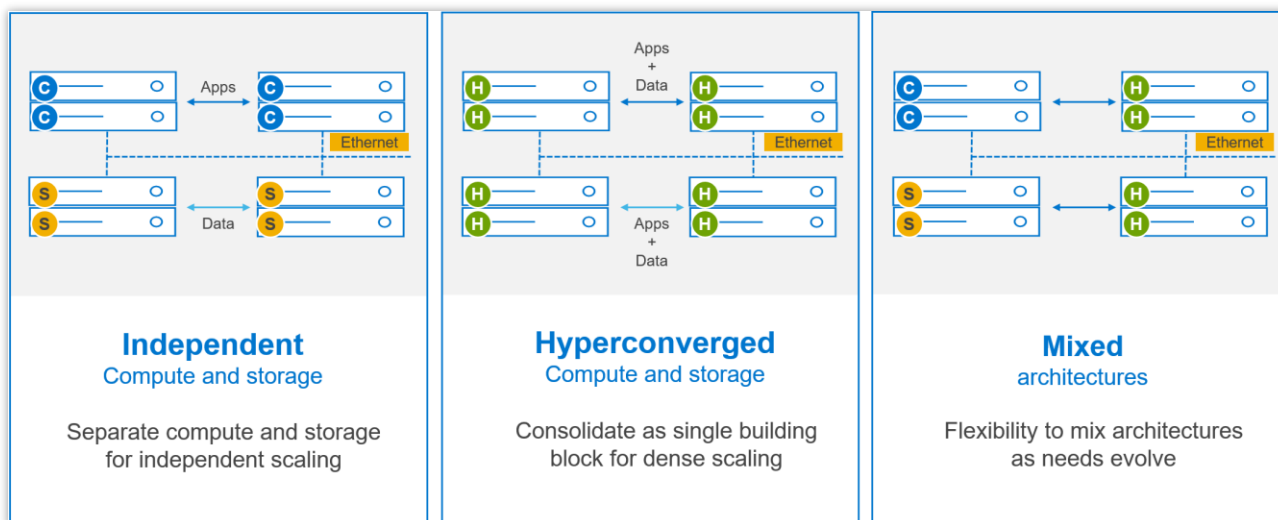 C
C
Apps
C
C
Ethernet
S
S
Data
S
S
Independent
Compute and storage
Separate compute and storage
for independent scaling
Apps
+
Data
H
H
H
H
Ethernet
H
H
H
H
Apps
+
Data
Hyperconverged
Compute and storage
Consolidate as single building
block for dense scaling
C
C
H
H
Ethernet
S
S
H
H
Mixed
architectures
Flexibility to mix architectures
as needs evolve